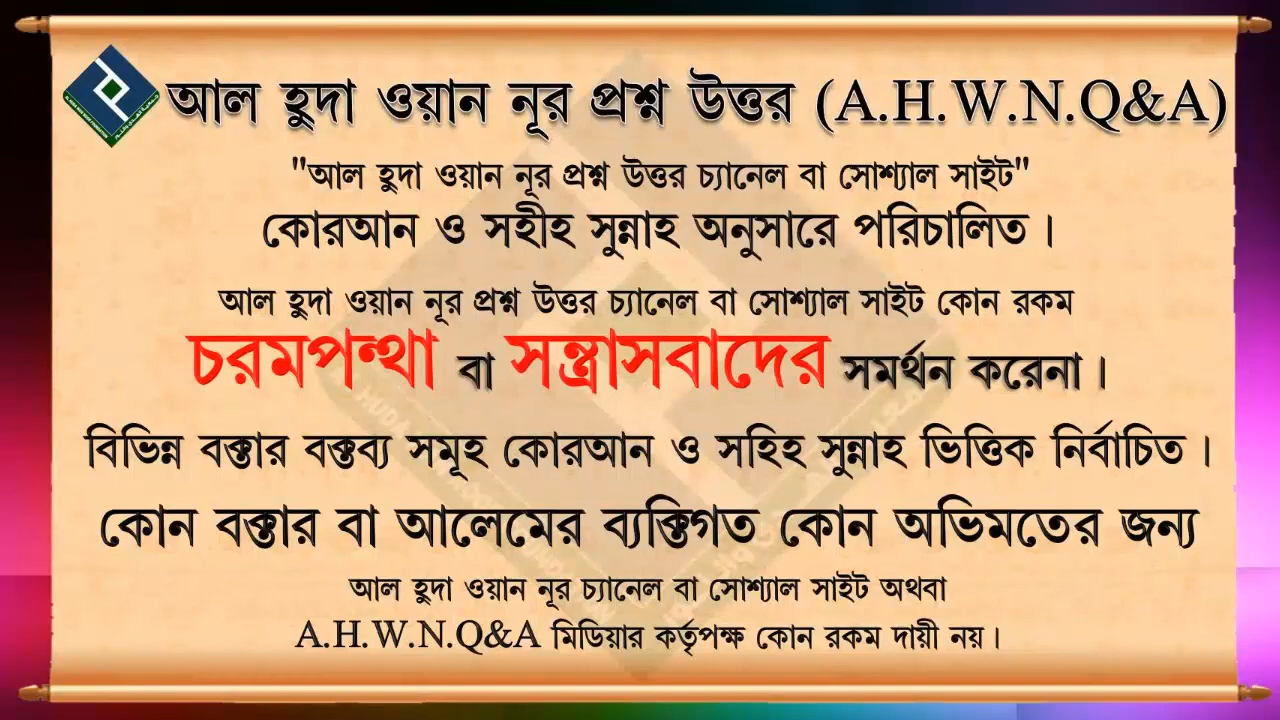 আল হুদা ওয়ান নূর প্রশ্ন উত্তর (A.H.W.N.Q&A)
"আল হুদা ওয়ান নূর প্রশ্ন উত্তর চ্যানেল বা সোশ্যাল সাইট"
কোরআন ও সহীহ সুন্নাহ অনুসারে পরিচালিত।
আল হুদা ওয়ান নূর প্রশ্ন উত্তর চ্যানেল বা সোশ্যাল সাইট কোন রকম
চরমপন্থা বা সন্ত্রাসবাদের সমর্থন করেনা।
বিভিন্ন বক্তার বক্তব্য সমূহ কোরআন ও সহিহ সুন্নাহ ভিত্তিক নির্বাচিত।
কোন বক্তার বা আলেমের ব্যক্তিগত কোন অভিমতের জন্য
আল হুদা ওয়ান নূর চ্যানেল বা সোশ্যাল সাইট অথবা
A.H.W.N.Q&A মিডিয়ার কর্তৃপক্ষ কোন রকম দায়ী নয়।